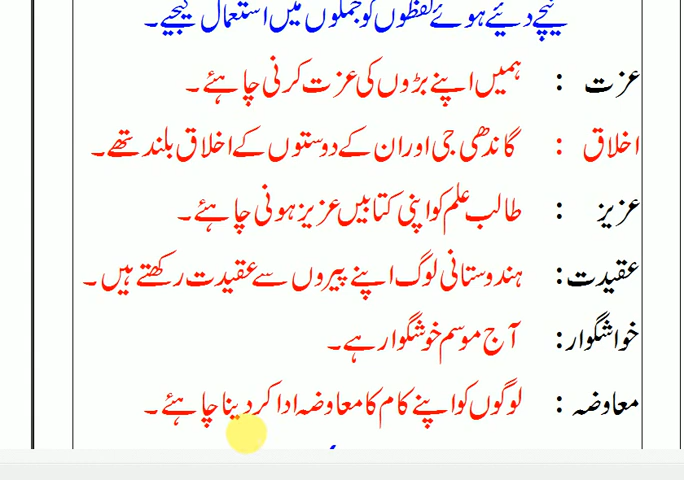 نیچے دئیے ہوئے لفظوں کو جملوں میں استعمال کیجیے۔
عزت : ہمیں اپنے بڑوں کی عزت کرنی چاہئے۔
اخلاق : گاندھی جی اور ان کے دوستوں کے اخلاق بلند تھے۔
عزیز : طالب علم کو اپنی کتابیں عزیز ہونی چاہئے۔
عقیدت : ہندوستانی لوگ اپنے پیروں سے عقیدت رکھتے ہیں۔
خواشگوار : آج موسم خوشگوار ہے۔
معاوضہ : لوگوں کو اپنے کام کا معاوضہ ادا کر دینا چاہئے۔